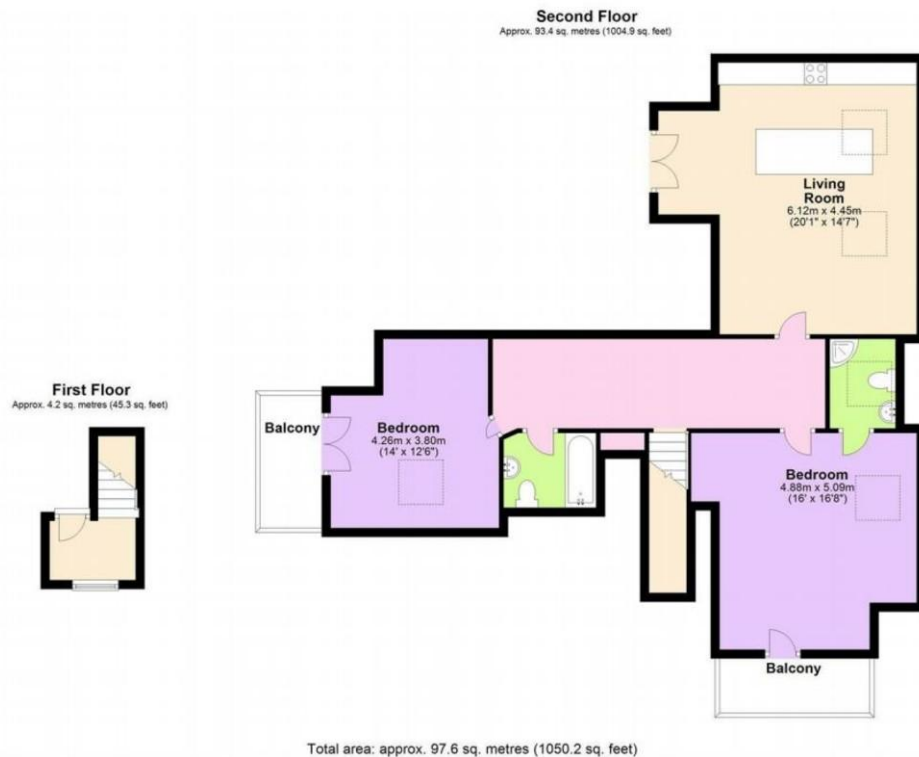 Second Floor
Approx. 93.4 sq. metres (1004.9 sq. feet)
Living
Room
6.12m x 4.45m
(20'1" x 14'7")
First Floor
Approx. 4.2 sq. metres (45.3 sq. feet)
Balcony
Bedroom
4.26m x 3.80m
(14' x 12'6")
Bedroom
4.88m x 5.09m
(16' x 16'8")
Balcony
Total area: approx. 97.6 sq. metres (1050.2 sq. feet)